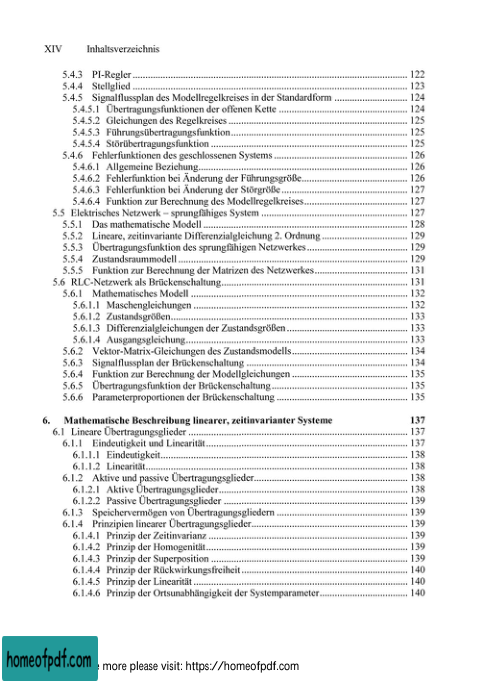 XIV Inhaltsverzeichnis
5.4.3 PI-Regler 122
5.4.4 Stellglied 123
5.4.5 Signalflussplan des Modellregelkreises in der Standardform 124
5.4.5.1 Übertragungsfunktionen der offenen Kette 124
5.4.5.2 Gleichungen des Regelkreises 125
5.4.5.3 Führungsübertragungsfunktion 125
5.4.5.4 Störübertragungsfunktion 125
5.4.6 Fehlerfunktionen des geschlossenen Systems 126
5.4.6.1 Allgemeine Beziehung 126
5.4.6.2 Fehlerfunktion bei Änderung der Führungsgröße 126
5.4.6.3 Fehlerfunktion bei Änderung der Störgröße 127
5.4.6.4 Funktion zur Berechnung des Modellregelkreises 127
5.5 Elektrisches Netzwerk – sprungfähiges System 127
5.5.1 Das mathematische Modell 128
5.5.2 Lineare, zeitinvariante Differenzialgleichung 2. Ordnung 129
5.5.3 Übertragungsfunktion des sprungfähigen Netzwerkes 129
5.5.4 Zustandsraummodell 129
5.5.5 Funktion zur Berechnung der Matrizen des Netzwerkes 131
5.6 RLC-Netzwerk als Brückenschaltung 131
5.6.1 Mathematisches Modell 132
5.6.1.1 Maschengleichungen 132
5.6.1.2 Zustandsgrößen 133
5.6.1.3 Differenzialgleichungen der Zustandsgrößen 133
5.6.1.4 Ausgangsgleichung 133
5.6.2 Vektor-Matrix-Gleichungen des Zustandsmodells 134
5.6.3 Signalflussplan der Brückenschaltung 134
5.6.4 Funktion zur Berechnung der Modellgleichungen 135
5.6.5 Übertragungsfunktion der Brückenschaltung 135
5.6.6 Parameterproportionen der Brückenschaltung 135
6. Mathematische Beschreibung linearer, zeitinvarianter Systeme 137
6.1 Lineare Übertragungsglieder 137
6.1.1 Eindeutigkeit und Linearität 137
6.1.1.1 Eindeutigkeit 138
6.1.1.2 Linearität 138
6.1.2 Aktive und passive Übertragungsglieder 138
6.1.2.1 Aktive Übertragungsglieder 138
6.1.2.2 Passive Übertragungsglieder 139
6.1.3 Speichervermögen von Übertragungsgliedern 139
6.1.4 Prinzipien linearer Übertragungsglieder 139
6.1.4.1 Prinzip der Zeitinvarianz 139
6.1.4.2 Prinzip der Homogenität 139
6.1.4.3 Prinzip der Superposition 139
6.1.4.4 Prinzip der Rückwirkungsfreiheit 140
6.1.4.5 Prinzip der Linearität 140
6.1.4.6 Prinzip der Ortsunabhängigkeit der Systemparameter 140
homeofpdf.com
more please visit: https://homeofpdf.com